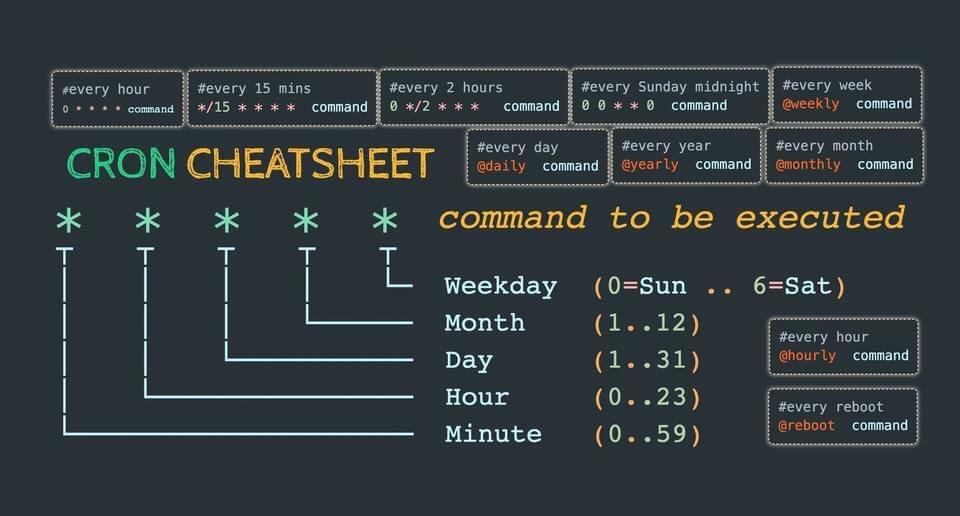 #every hour
0 * * * * command
#every 15 mins
*/15 * * * * command
#every 2 hours
0 */2 * * * command
#every Sunday midnight
0 0 * * 0 command
#every week
@weekly command
CRON CHEATSHEET
#every day
@daily command
#every year
@yearly command
#every month
@monthly command
* * * * * command to be executed
Weekday (0=Sun .. 6=Sat)
Month (1..12)
Day (1..31)
Hour (0..23)
Minute (0..59)
#every hour
@hourly command
#every reboot
@reboot command